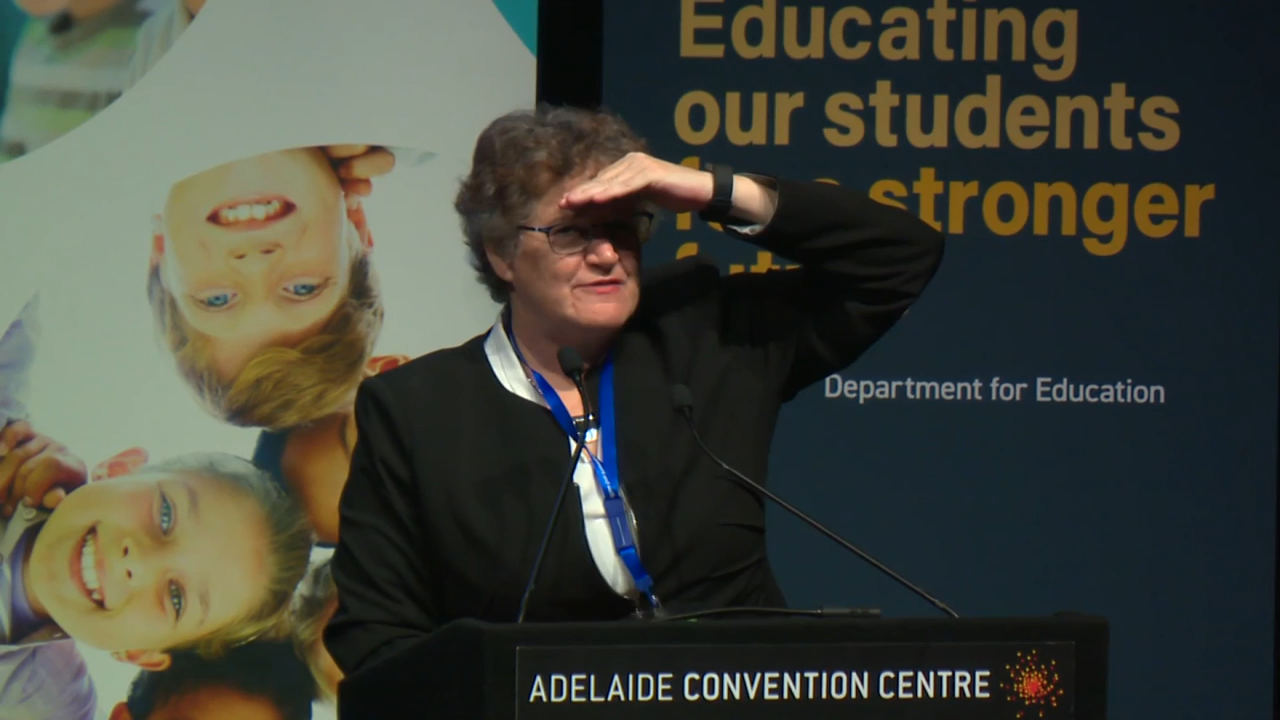 Educating
our students
stronger
Department for Education
ADELAIDE CONVENTION CENTRE